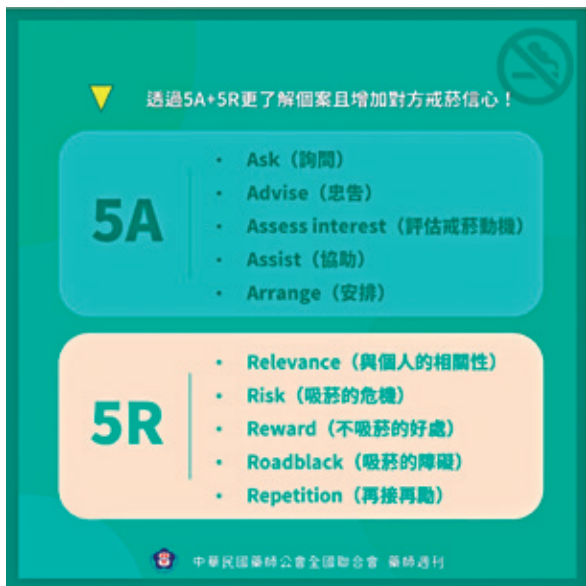 透過5A+5R更了解個案且增加對方戒菸信心！
5A
• Ask（詢問）
• Advise（忠告）
• Assess interest（評估戒菸動機）
• Assist（協助）
• Arrange（安排）
5R
• Relevance（與個人的相關性）
• Risk（吸菸的危機）
• Reward（不吸菸的好處）
• Roadblack（吸菸的障礙）
• Repetition（再接再勵）
中華民國藥師公會全國聯合會 藥師週刊